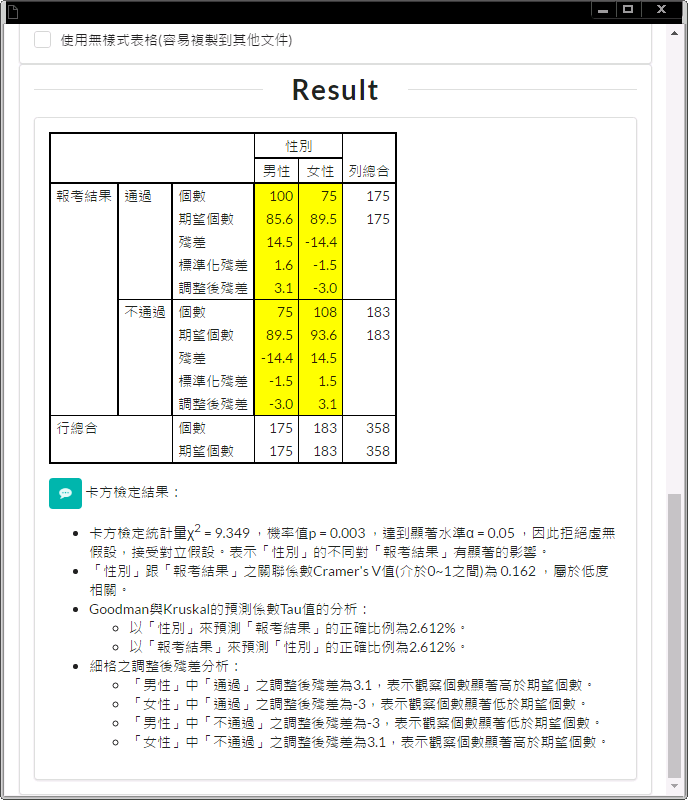 使用無樣式表格(容易複製到其他文件)
Result
性別
男性 女性 列總合
報考結果 通過 個數 100 75 175
期望個數 85.6 89.5 175
殘差 14.5 -14.4
標準化殘差 1.6 -1.5
調整後殘差 3.1 -3.0
不通過 個數 75 108 183
期望個數 89.5 93.6 183
殘差 -14.4 14.5
標準化殘差 -1.5 1.5
調整後殘差 -3.0 3.1
行總合 個數 175 183 358
期望個數 175 183 358
卡方檢定結果：
卡方檢定統計量χ2 = 9.349 ，機率值p = 0.003 ，達到顯著水準α = 0.05 ，因此拒絕虛無
假設，接受對立假設。表示「性別」的不同對「報考結果」有顯著的影響。
「性別」跟「報考結果」之關聯係數Cramer's V值(介於0~1之間)為 0.162 ，屬於低度
相關。
Goodman與Kruskal的預測係數Tau值的分析：
以「性別」來預測「報考結果」的正確比例為2.612%。
以「報考結果」來預測「性別」的正確比例為2.612%。
細格之調整後殘差分析：
「男性」中「通過」之調整後殘差為3.1，表示觀察個數顯著高於期望個數。
「女性」中「通過」之調整後殘差為-3，表示觀察個數顯著低於期望個數。
「男性」中「不通過」之調整後殘差為-3，表示觀察個數顯著低於期望個數。
「女性」中「不通過」之調整後殘差為3.1，表示觀察個數顯著高於期望個數。